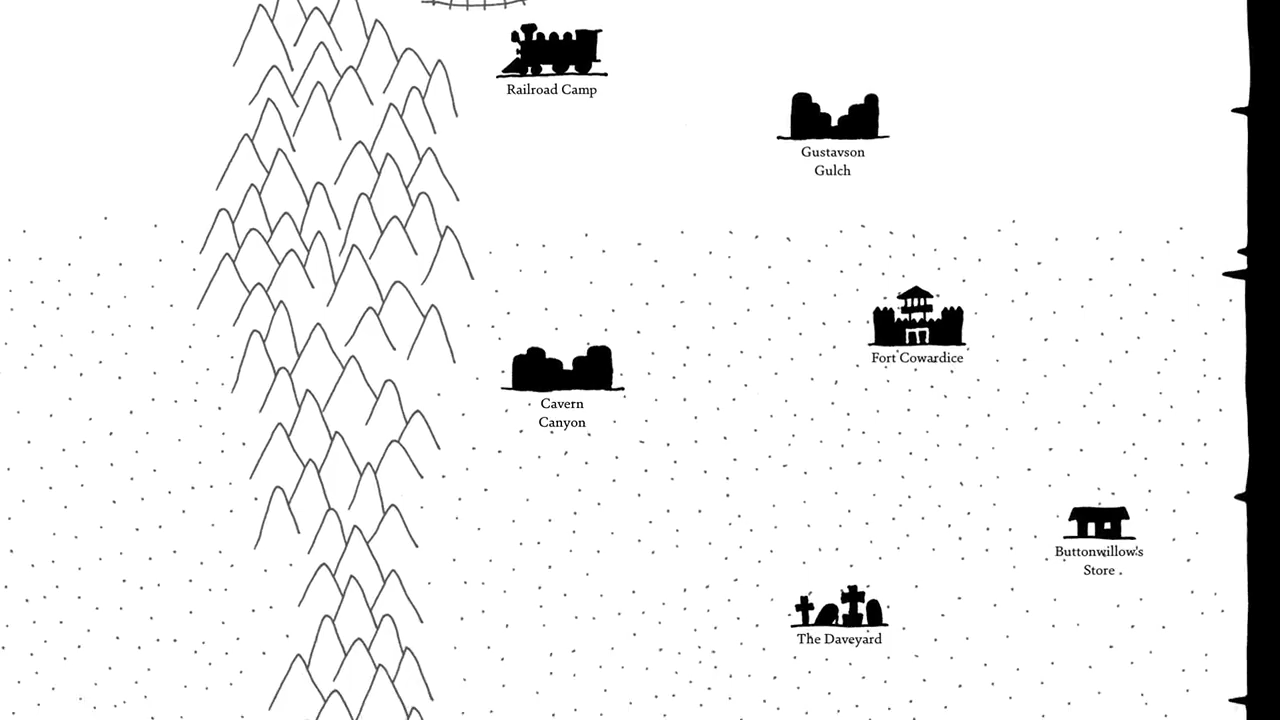 Railroad Camp
Gustavson
Gulch
Fort Cowardice
Cavern
Canyon
Buttonwillow's
Store
The Daveyard